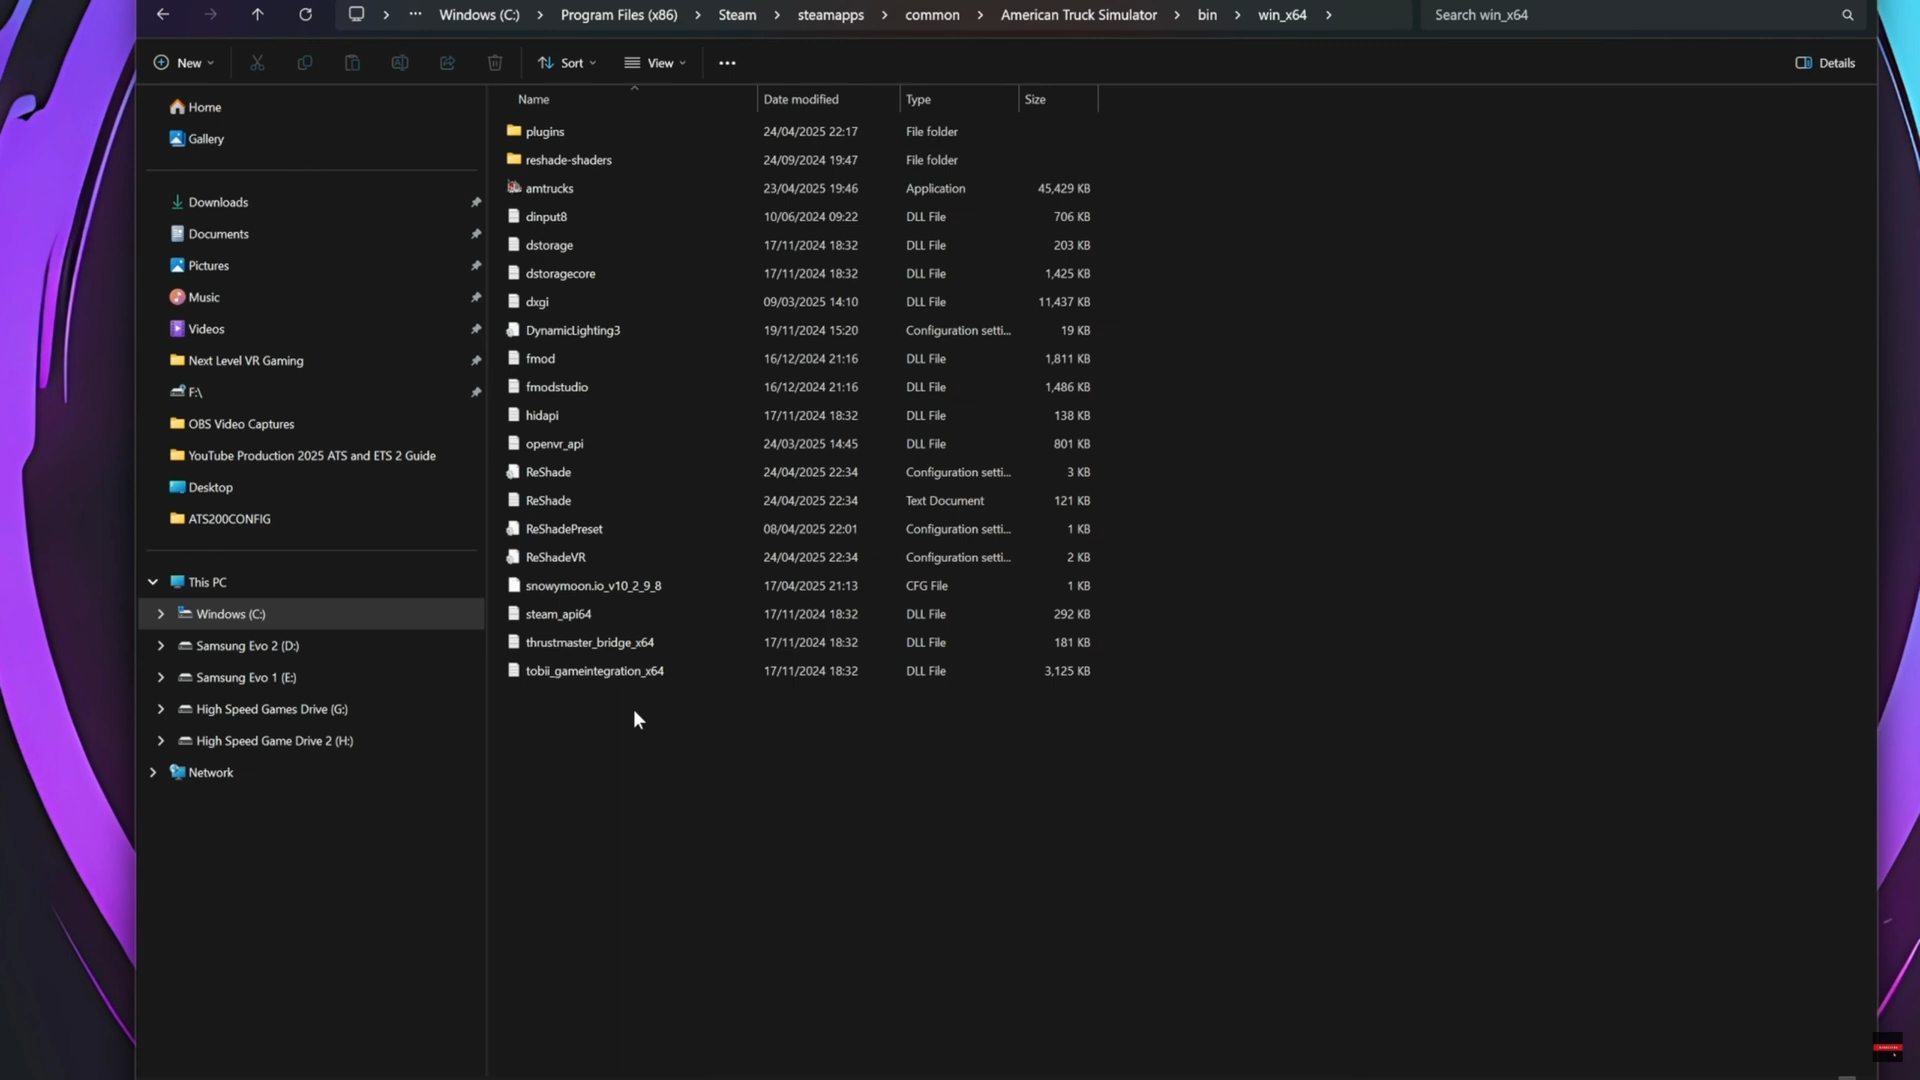 Windows (C:) Program Files (x86) Steam steamapps common American Truck Simulator bin win_x64 Search win_x64
New Sort View Details
Home
Gallery
Downloads
Documents
Pictures
Music
Videos
Next Level VR Gaming
F:\
OBS Video Captures
YouTube Production 2025 ATS and ETS 2 Guide
Desktop
ATS200CONFIG
This PC
Windows (C:)
Samsung Evo 2 (D:)
Samsung Evo 1 (E:)
High Speed Games Drive (G:)
High Speed Game Drive 2 (H:)
Network
Name Date modified Type Size
plugins 24/04/2025 22:17 File folder
reshade-shaders 24/09/2024 19:47 File folder
amtrucks 23/04/2025 19:46 Application 45,429 KB
dinput8 10/06/2024 09:22 DLL File 706 KB
dstorage 17/11/2024 18:32 DLL File 203 KB
dstoragecore 17/11/2024 18:32 DLL File 1,425 KB
dxgi 09/03/2025 14:10 DLL File 11,437 KB
DynamicLighting3 19/11/2024 15:20 Configuration setti... 19 KB
fmod 16/12/2024 21:16 DLL File 1,811 KB
fmodstudio 16/12/2024 21:16 DLL File 1,486 KB
hidapi 17/11/2024 18:32 DLL File 138 KB
openvr_api 24/03/2025 14:45 DLL File 801 KB
ReShade 24/04/2025 22:34 Configuration setti... 3 KB
ReShade 24/04/2025 22:34 Text Document 121 KB
ReShadePreset 08/04/2025 22:01 Configuration setti... 1 KB
ReShadeVR 24/04/2025 22:34 Configuration setti... 2 KB
snowymoon.io_v10_2_9_8 17/04/2025 21:13 CFG File 1 KB
steam_api64 17/11/2024 18:32 DLL File 292 KB
thrustmaster_bridge_x64 17/11/2024 18:32 DLL File 181 KB
tobii_gameintegration_x64 17/11/2024 18:32 DLL File 3,125 KB